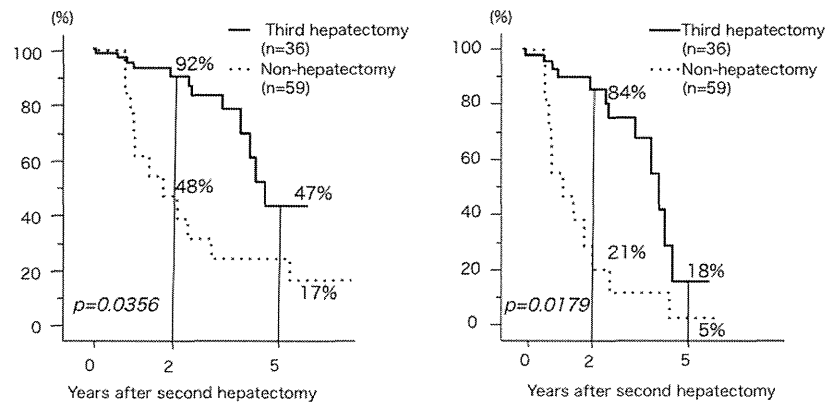 (%)
Third hepatectomy
(n=36)
Non-hepatectomy
(n=59)
100
80
60
40
20
0
92%
48%
47%
17%
p=0.0356
0
2
5
Years after second hepatectomy
(%)
Third hepatectomy
(n=36)
Non-hepatectomy
(n=59)
100
80
60
40
20
0
84%
21%
18%
5%
p=0.0179
0
2
5
Years after second hepatectomy